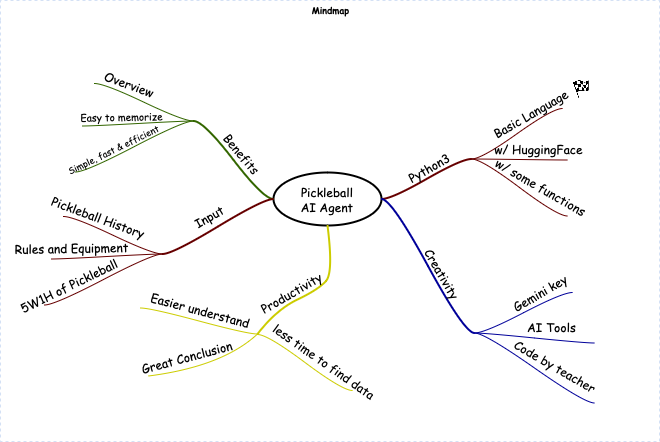 Mindmap
Pickleball
AI Agent
Benefits
Overview
Easy to memorize
Simple, fast & efficient
Input
Pickleball History
Rules and Equipment
5W1H of Pickleball
Productivity
Easier understand
Great Conclusion
less time to find data
Python3
Basic Language
w/ HuggingFace
w/ some functions
Creativity
Gemini key
AI Tools
Code by teacher